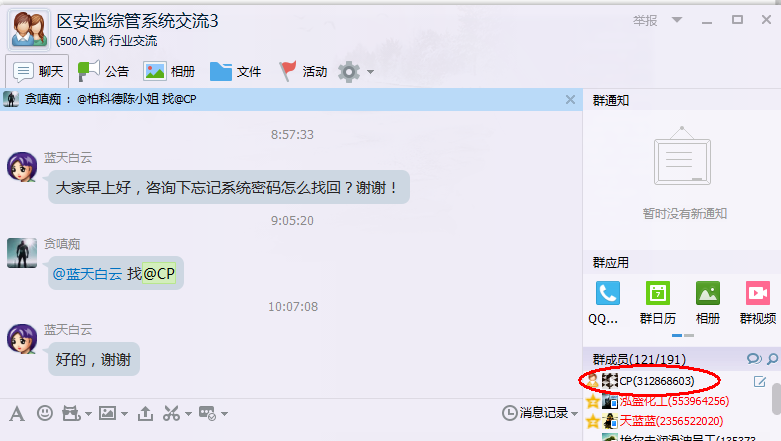 区安监综管系统交流3
(500人群) 行业交流
举报
聊天 公告 相册 文件 活动
贪嗔痴 : @柏科德陈小姐 找@CP
群通知
8:57:33
蓝天白云
大家早上好，咨询下忘记系统密码怎么找回？谢谢！
暂时没有新通知
9:05:20
贪嗔痴
@蓝天白云 找@CP
群应用
QQ... 群日历 相册 群视频
10:07:08
蓝天白云
好的，谢谢
群成员(121/191)
CP(312868603)
泓盛化工(553964256)
天蓝蓝(2356522020)
消息记录